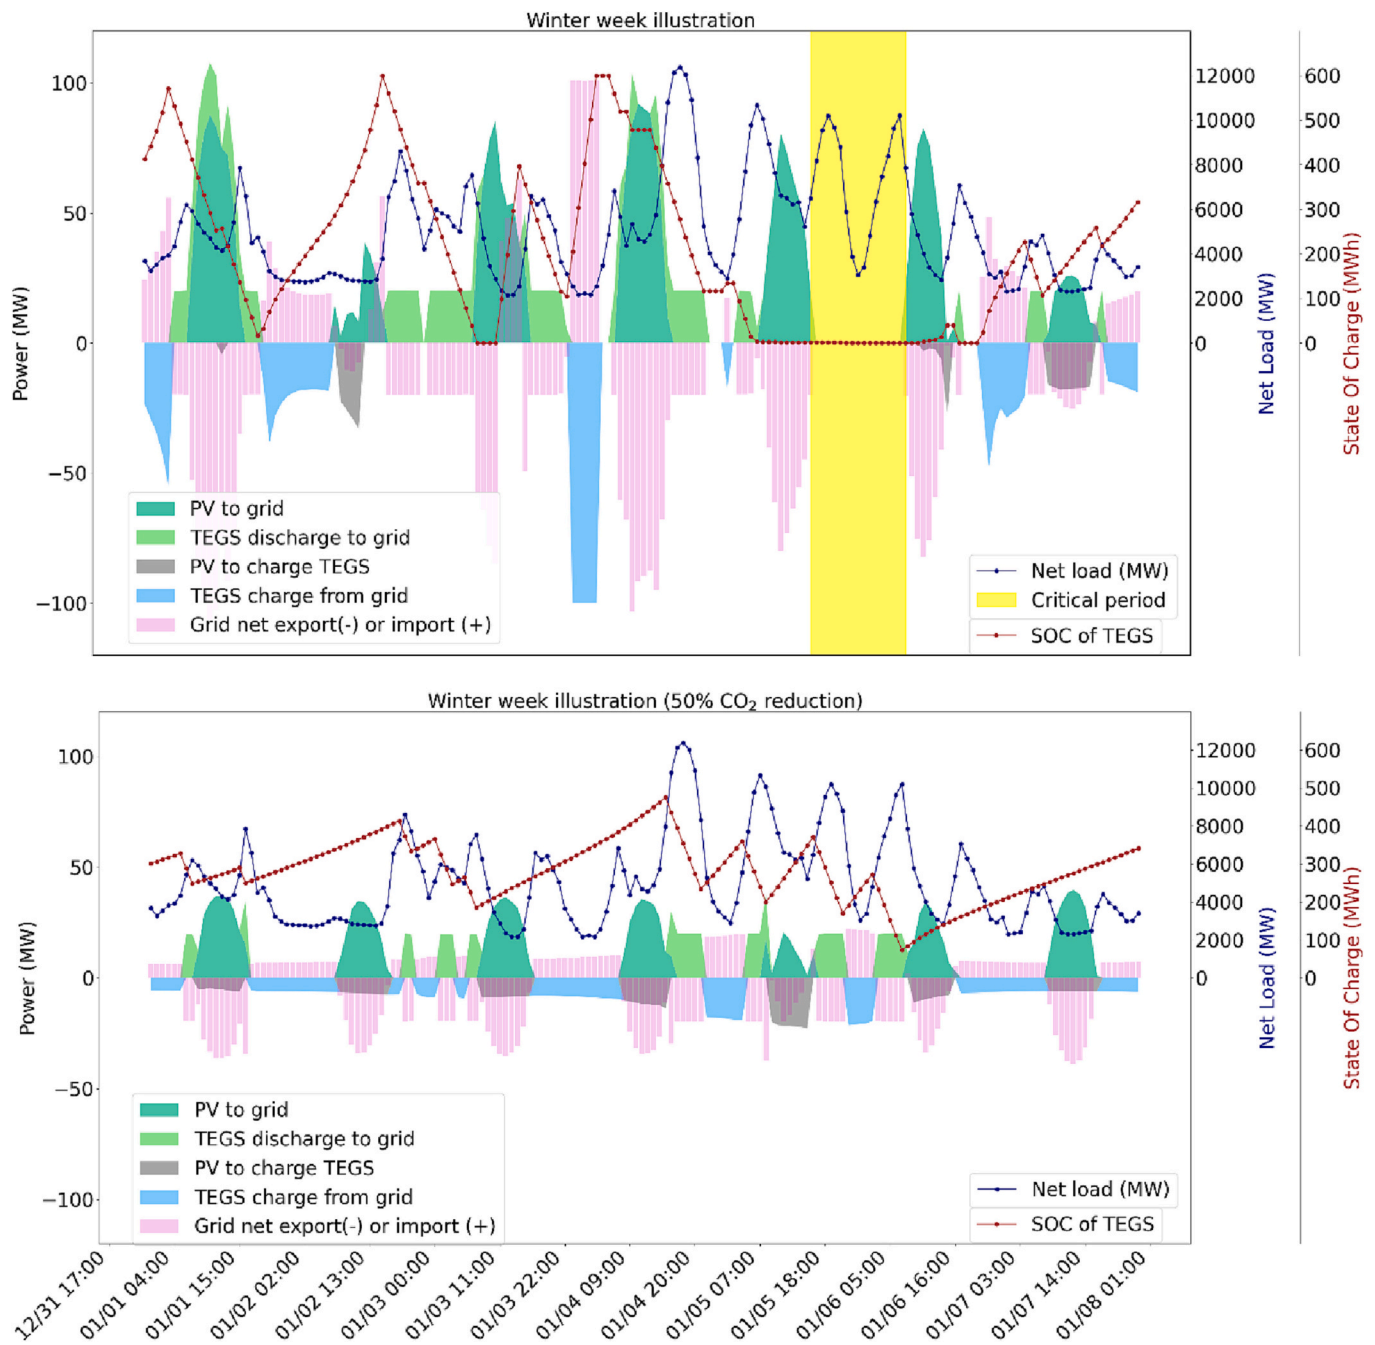 Winter week illustration
100
50
0
−50
−100
Power (MW)
12000
10000
8000
6000
4000
2000
0
Net Load (MW)
600
500
400
300
200
100
0
State Of Charge (MWh)
PV to grid
TEGS discharge to grid
PV to charge TEGS
TEGS charge from grid
Grid net export(-) or import (+)
Net load (MW)
Critical period
SOC of TEGS
Winter week illustration (50% CO₂ reduction)
100
50
0
−50
−100
Power (MW)
12000
10000
8000
6000
4000
2000
0
Net Load (MW)
600
500
400
300
200
100
0
State Of Charge (MWh)
PV to grid
TEGS discharge to grid
PV to charge TEGS
TEGS charge from grid
Grid net export(-) or import (+)
Net load (MW)
SOC of TEGS
12/31 17:00
01/01 04:00
01/01 15:00
01/02 02:00
01/02 13:00
01/03 00:00
01/03 11:00
01/03 22:00
01/04 09:00
01/04 20:00
01/05 07:00
01/05 18:00
01/06 05:00
01/06 16:00
01/07 03:00
01/07 14:00
01/08 01:00